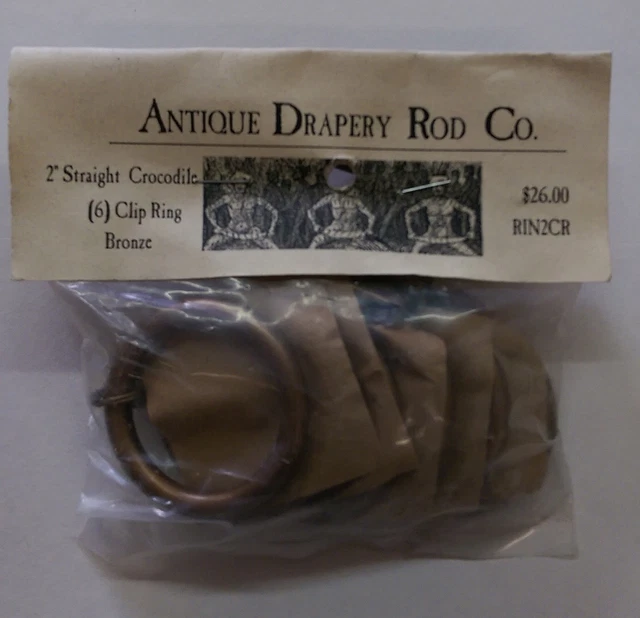 ANTIQUE DRAPERY ROD CO.
2" Straight Crocodile
(6) Clip Ring
Bronze
$26.00
RIN2CR